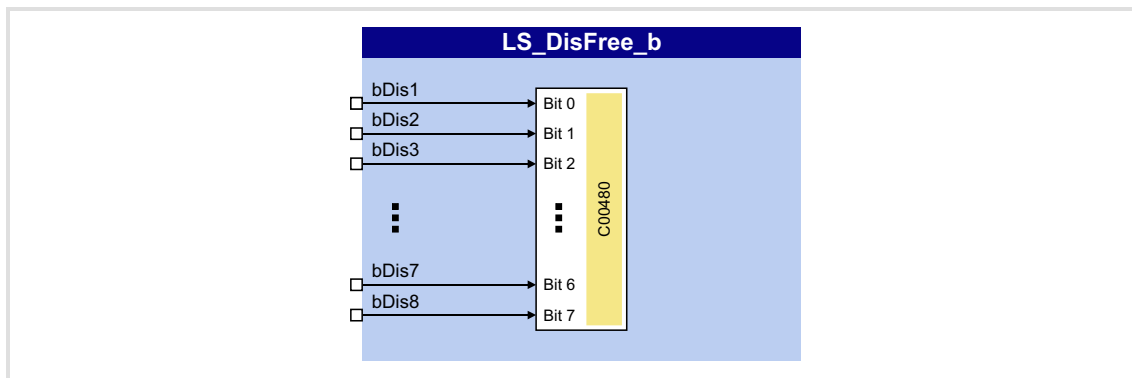 LS_DisFree_b
bDis1
Bit 0
bDis2
Bit 1
bDis3
Bit 2
C00480
bDis7
Bit 6
bDis8
Bit 7